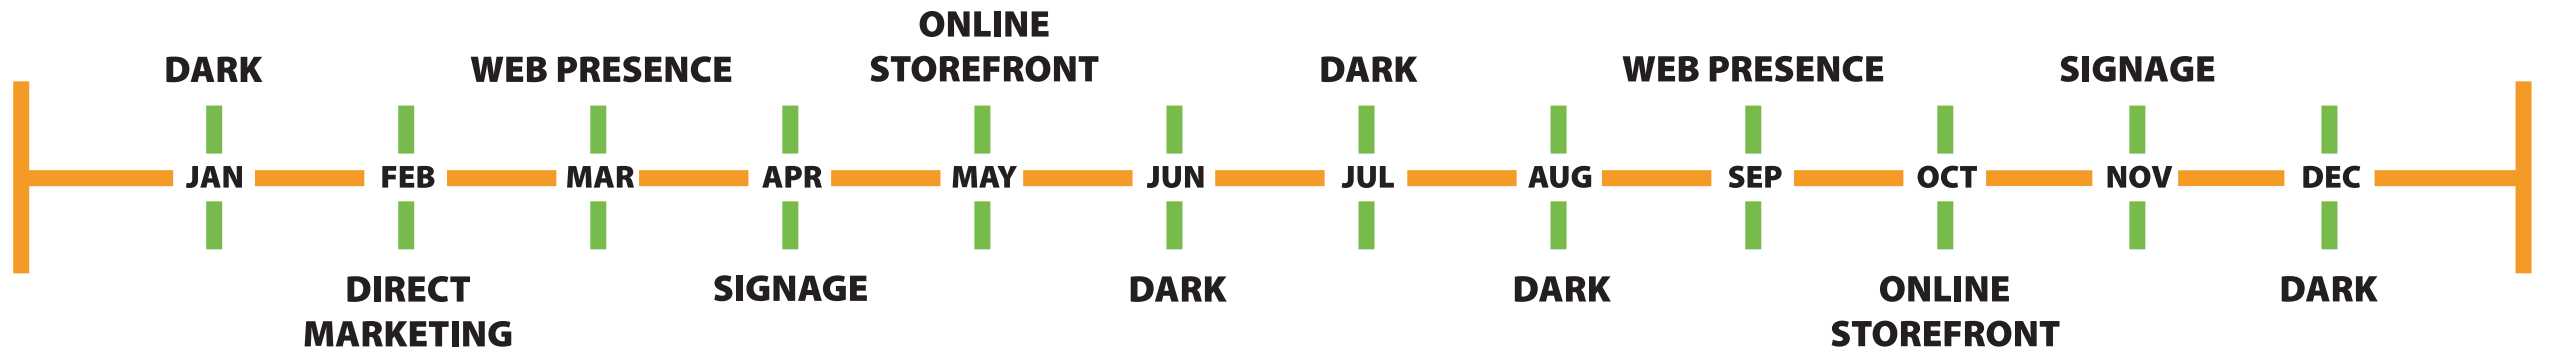 ONLINE
DARK WEB PRESENCE STOREFRONT DARK WEB PRESENCE SIGNAGE
JAN FEB MAR APR MAY JUN JUL AUG SEP OCT NOV DEC
DIRECT SIGNAGE DARK DARK ONLINE DARK
MARKETING STOREFRONT